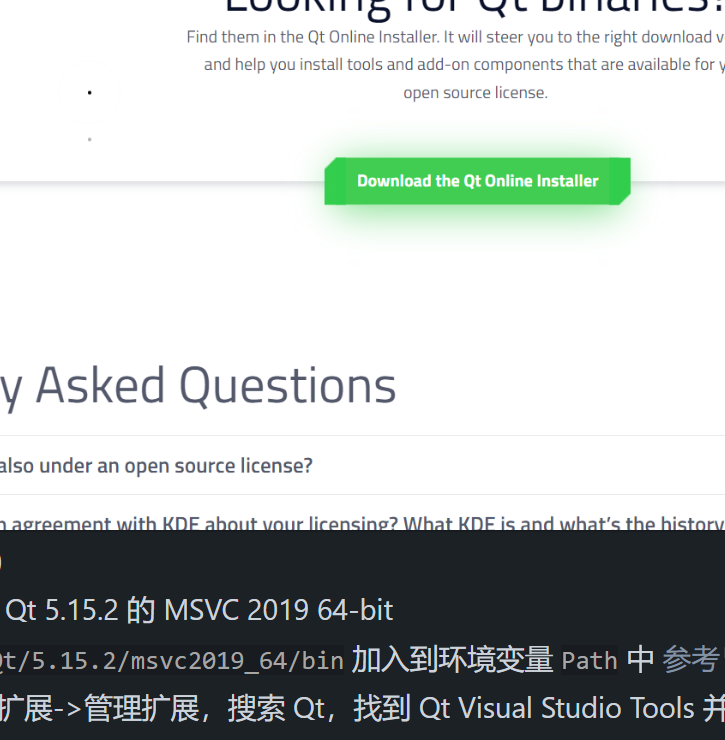 Looking for Qt binaries?
Find them in the Qt Online Installer. It will steer you to the right download
and help you install tools and add-on components that are available for
open source license.
Download the Qt Online Installer
y Asked Questions
also under an open source license?
agreement with KDE about your licensing? What KDE is and what's the history
)
Qt 5.15.2 的 MSVC 2019 64-bit
Qt/5.15.2/msvc2019_64/bin 加入到环境变量 Path 中 参考
扩展->管理扩展，搜索 Qt，找到 Qt Visual Studio Tools 并